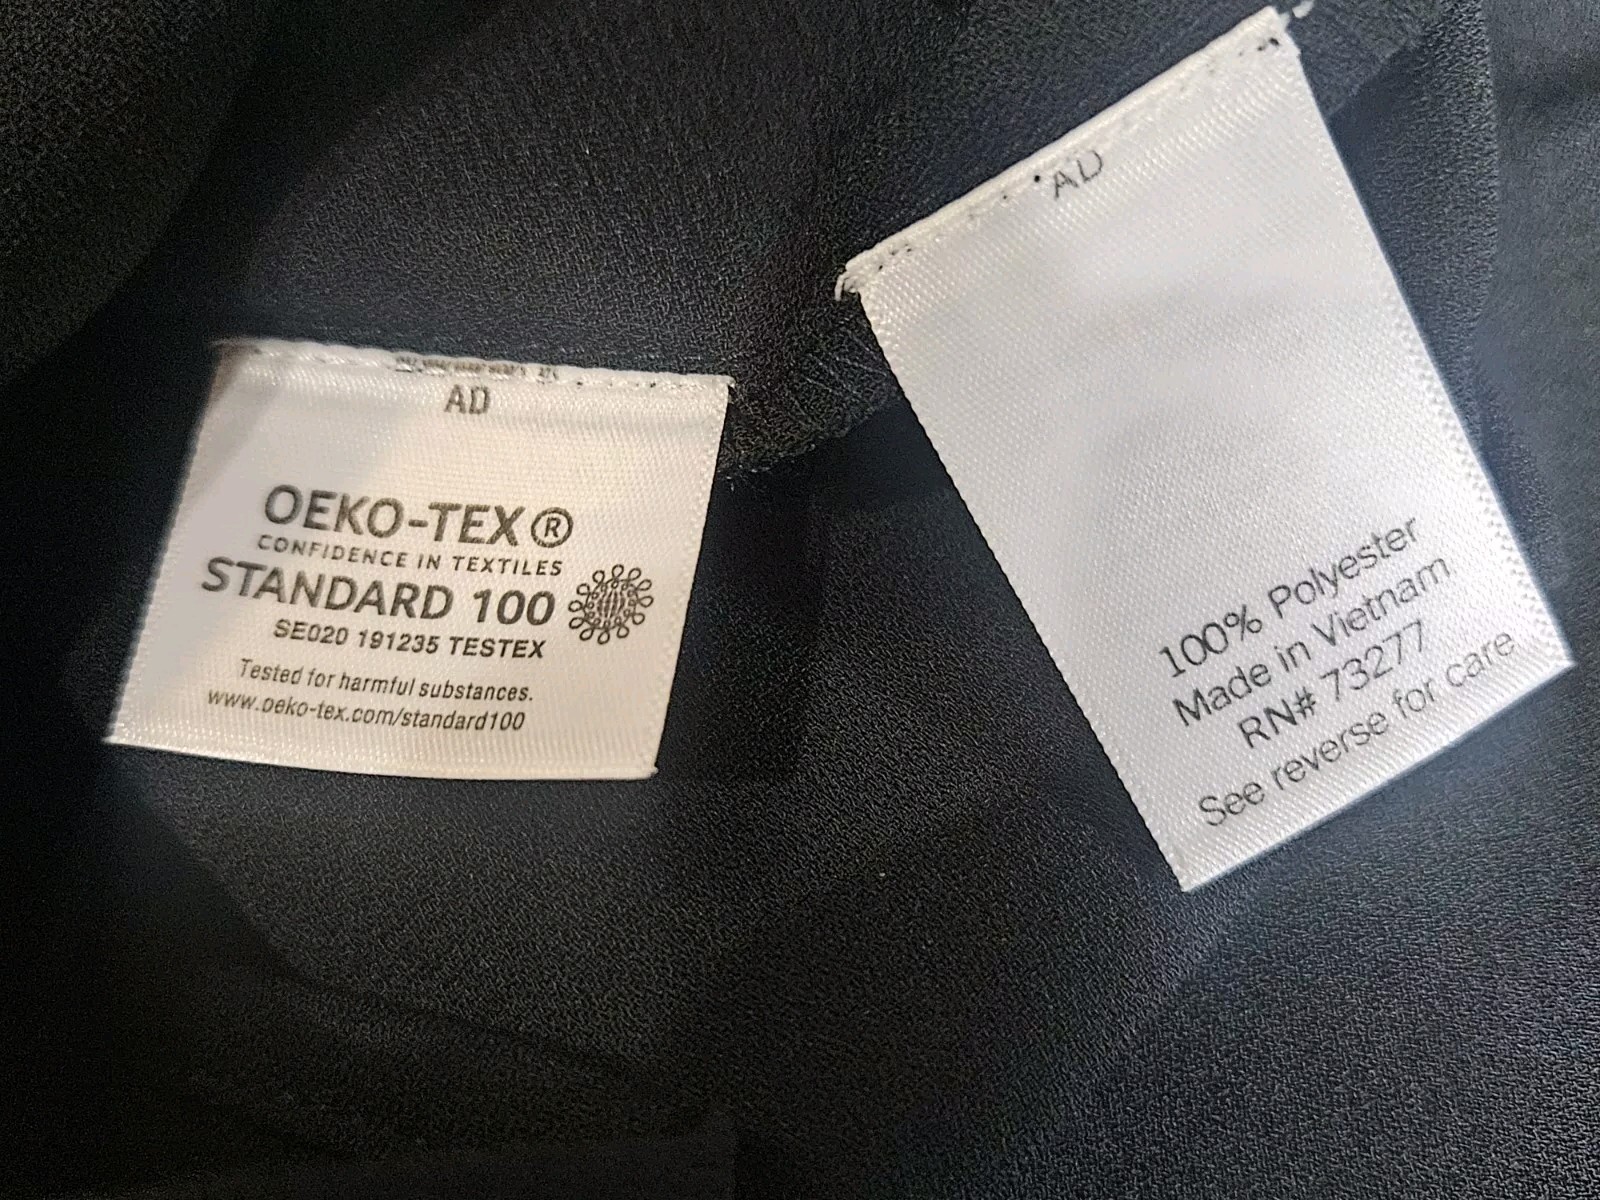 AD
OEKO-TEX®
CONFIDENCE IN TEXTILES
STANDARD 100
SE020 191235 TESTEX
Tested for harmful substances.
www.oeko-tex.com/standard100
AD
100% Polyester
Made in Vietnam
RN# 73277
See reverse for care